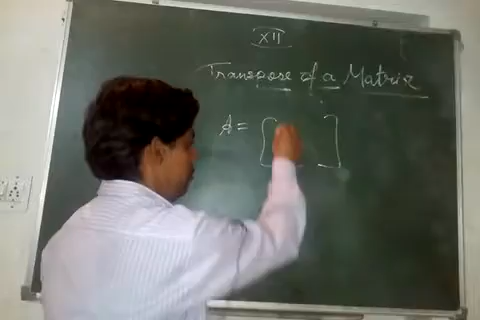 XII
Transpose of a Matrix
A = [ ]